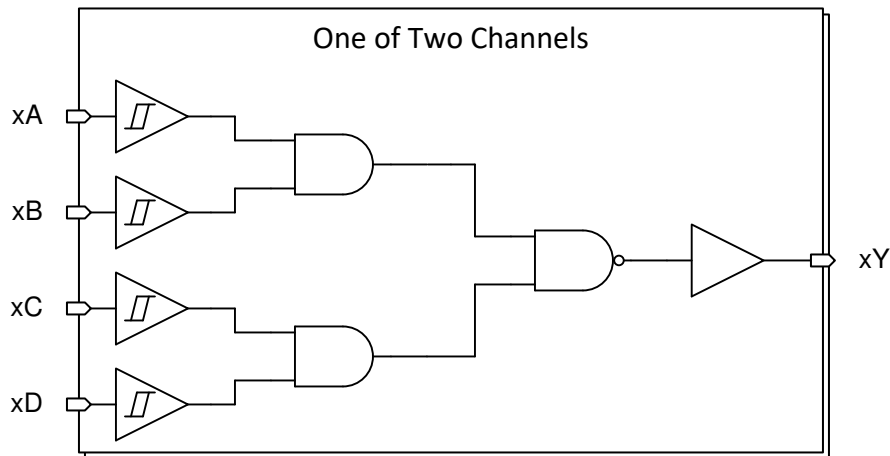 One of Two Channels
xA
xB
xC
xD
xY